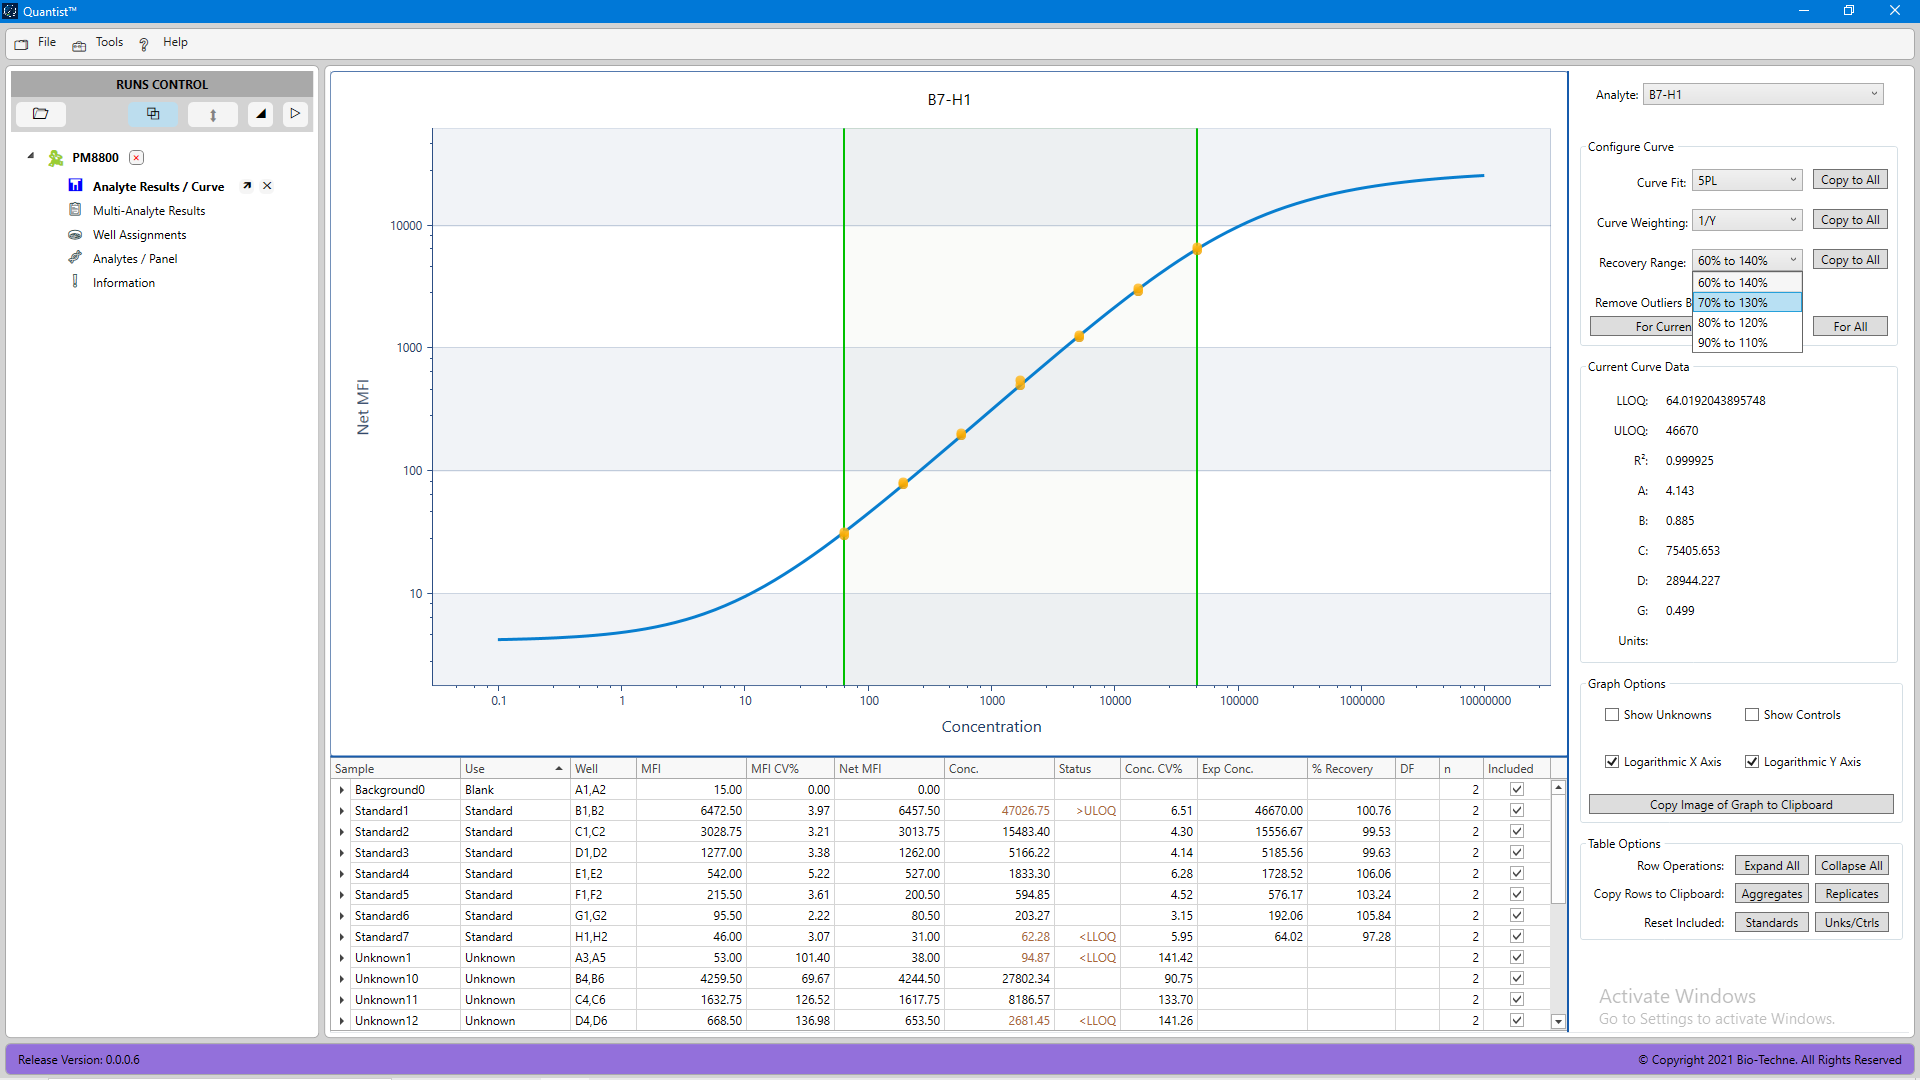 Quantist™
File Tools Help
RUNS CONTROL
PM8800
Analyte Results / Curve
Multi-Analyte Results
Well Assignments
Analytes / Panel
Information
B7-H1
Net MFI
10000
1000
100
10
0.1 1 10 100 1000 10000 100000 1000000 10000000
Concentration
Analyte: B7-H1
Configure Curve
Curve Fit: 5PL Copy to All
Curve Weighting: 1/Y Copy to All
Recovery Range: 60% to 140% Copy to All
60% to 140%
Remove Outliers B 70% to 130%
80% to 120%
For Curren For All
90% to 110%
Current Curve Data
LLOQ: 64.0192043895748
ULOQ: 46670
R²: 0.999925
A: 4.143
B: 0.885
C: 75405.653
D: 28944.227
G: 0.499
Units:
Graph Options
Show Unknowns Show Controls
Logarithmic X Axis Logarithmic Y Axis
Copy Image of Graph to Clipboard
Table Options
Row Operations: Expand All Collapse All
Copy Rows to Clipboard: Aggregates Replicates
Reset Included: Standards Unks/Ctrls
Sample Use Well MFI MFI CV% Net MFI Conc. Status Conc. CV% Exp Conc. % Recovery DF n Included
Background0 Blank A1,A2 15.00 0.00 0.00 2
Standard1 Standard B1,B2 6472.50 3.97 6457.50 47026.75 >ULOQ 6.51 46670.00 100.76 2
Standard2 Standard C1,C2 3028.75 3.21 3013.75 15483.40 4.30 15556.67 99.53 2
Standard3 Standard D1,D2 1277.00 3.38 1262.00 5166.22 4.14 5185.56 99.63 2
Standard4 Standard E1,E2 542.00 5.22 527.00 1833.30 6.28 1728.52 106.06 2
Standard5 Standard F1,F2 215.50 3.61 200.50 594.85 4.52 576.17 103.24 2
Standard6 Standard G1,G2 95.50 2.22 80.50 203.27 3.15 192.06 105.84 2
Standard7 Standard H1,H2 46.00 3.07 31.00 62.28 <LLOQ 5.95 64.02 97.28 2
Unknown1 Unknown A3,A5 53.00 101.40 38.00 94.87 <LLOQ 141.42 2
Unknown10 Unknown B4,B6 4259.50 69.67 4244.50 27802.34 90.75 2
Unknown11 Unknown C4,C6 1632.75 126.52 1617.75 8186.57 133.70 2
Unknown12 Unknown D4,D6 668.50 136.98 653.50 2681.45 <LLOQ 141.26 2
Activate Windows
Go to Settings to activate Windows.
Release Version: 0.0.0.6
© Copyright 2021 Bio-Techne. All Rights Reserved